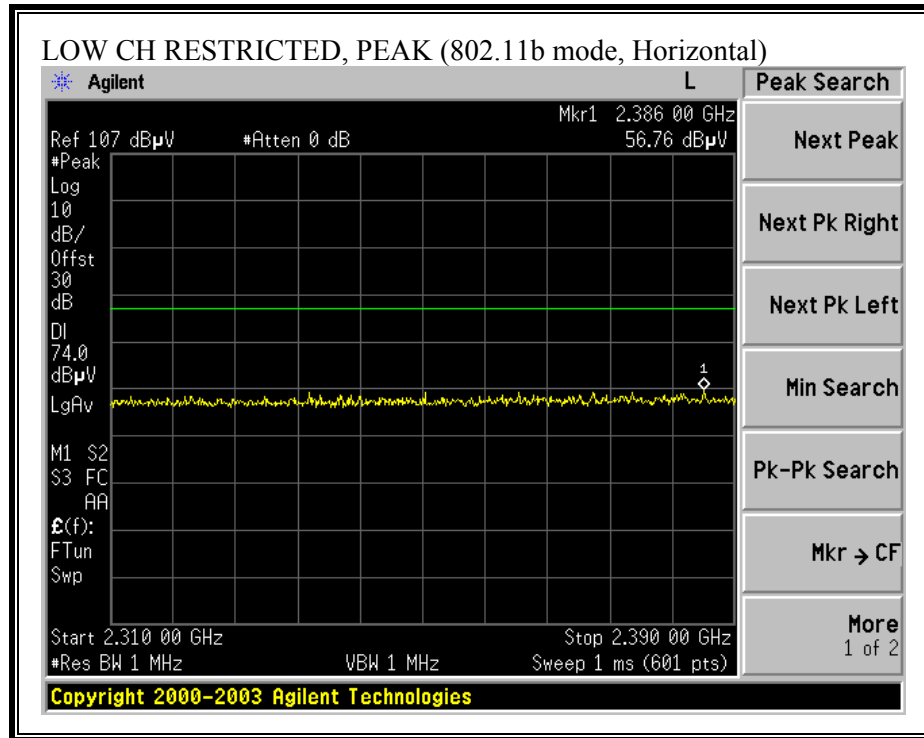 LOW CH RESTRICTED, PEAK (802.11b mode, Horizontal)
Agilent L Peak Search
Mkr1 2.386 00 GHz
Ref 107 dBµV #Atten 0 dB 56.76 dBµV
#Peak
Log
10
dB/
Offst
30
dB
DI
74.0
dBµV
LgAv
M1 S2
S3 FC
AA
£(f):
FTun
Swp
1
Start 2.310 00 GHz Stop 2.390 00 GHz
#Res BW 1 MHz VBW 1 MHz Sweep 1 ms (601 pts)
Next Peak
Next Pk Right
Next Pk Left
Min Search
Pk-Pk Search
Mkr → CF
More
1 of 2
Copyright 2000-2003 Agilent Technologies